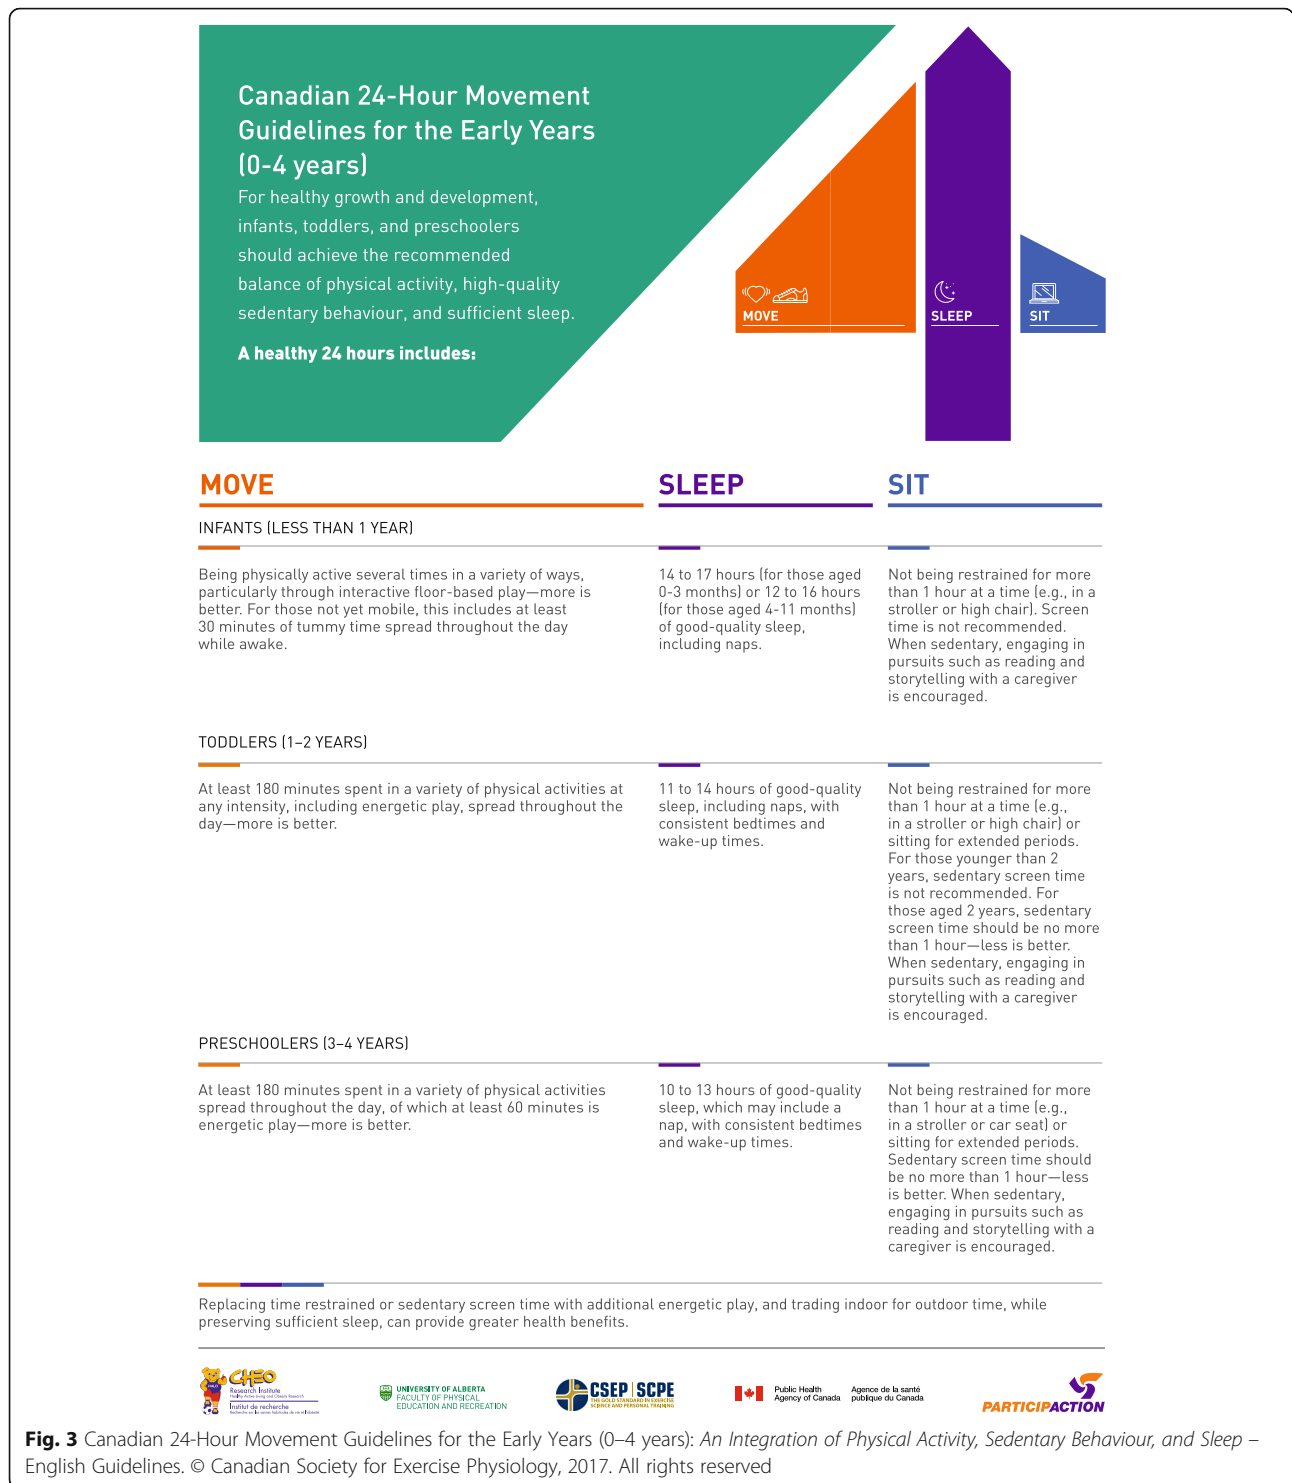 Canadian 24-Hour Movement
Guidelines for the Early Years
(0-4 years)
For healthy growth and development,
infants, toddlers, and preschoolers
should achieve the recommended
balance of physical activity, high-quality
sedentary behaviour, and sufficient sleep.
A healthy 24 hours includes:
MOVE
SLEEP
SIT
MOVE
SLEEP
SIT
INFANTS (LESS THAN 1 YEAR)
Being physically active several times in a variety of ways,
particularly through interactive floor-based play—more is
better. For those not yet mobile, this includes at least
30 minutes of tummy time spread throughout the day
while awake.
14 to 17 hours (for those aged
0-3 months) or 12 to 16 hours
(for those aged 4-11 months)
of good-quality sleep,
including naps.
Not being restrained for more
than 1 hour at a time (e.g., in a
stroller or high chair). Screen
time is not recommended.
When sedentary, engaging in
pursuits such as reading and
storytelling with a caregiver
is encouraged.
TODDLERS (1–2 YEARS)
At least 180 minutes spent in a variety of physical activities at
any intensity, including energetic play, spread throughout the
day—more is better.
11 to 14 hours of good-quality
sleep, including naps, with
consistent bedtimes and
wake-up times.
Not being restrained for more
than 1 hour at a time (e.g.,
in a stroller or high chair) or
sitting for extended periods.
For those younger than 2
years, sedentary screen time
is not recommended. For
those aged 2 years, sedentary
screen time should be no more
than 1 hour—less is better.
When sedentary, engaging in
pursuits such as reading and
storytelling with a caregiver
is encouraged.
PRESCHOOLERS (3–4 YEARS)
At least 180 minutes spent in a variety of physical activities
spread throughout the day, of which at least 60 minutes is
energetic play—more is better.
10 to 13 hours of good-quality
sleep, which may include a
nap, with consistent bedtimes
and wake-up times.
Not being restrained for more
than 1 hour at a time (e.g.,
in a stroller or car seat) or
sitting for extended periods.
Sedentary screen time should
be no more than 1 hour—less
is better. When sedentary,
engaging in pursuits such as
reading and storytelling with a
caregiver is encouraged.
Replacing time restrained or sedentary screen time with additional energetic play, and trading indoor for outdoor time, while
preserving sufficient sleep, can provide greater health benefits.
CHEO
Research Institute
Healthy Active Living and Obesity Research
Institut de recherche
UNIVERSITY OF ALBERTA
FACULTY OF PHYSICAL
EDUCATION AND RECREATION
CSEP | SCPE
THE GOLD STANDARD IN EXERCISE
SCIENCE AND PERSONAL TRAINING
Public Health
Agency of Canada
Agence de la santé
publique du Canada
PARTICIPACTION
Fig. 3 Canadian 24-Hour Movement Guidelines for the Early Years (0–4 years): An Integration of Physical Activity, Sedentary Behaviour, and Sleep –
English Guidelines. © Canadian Society for Exercise Physiology, 2017. All rights reserved